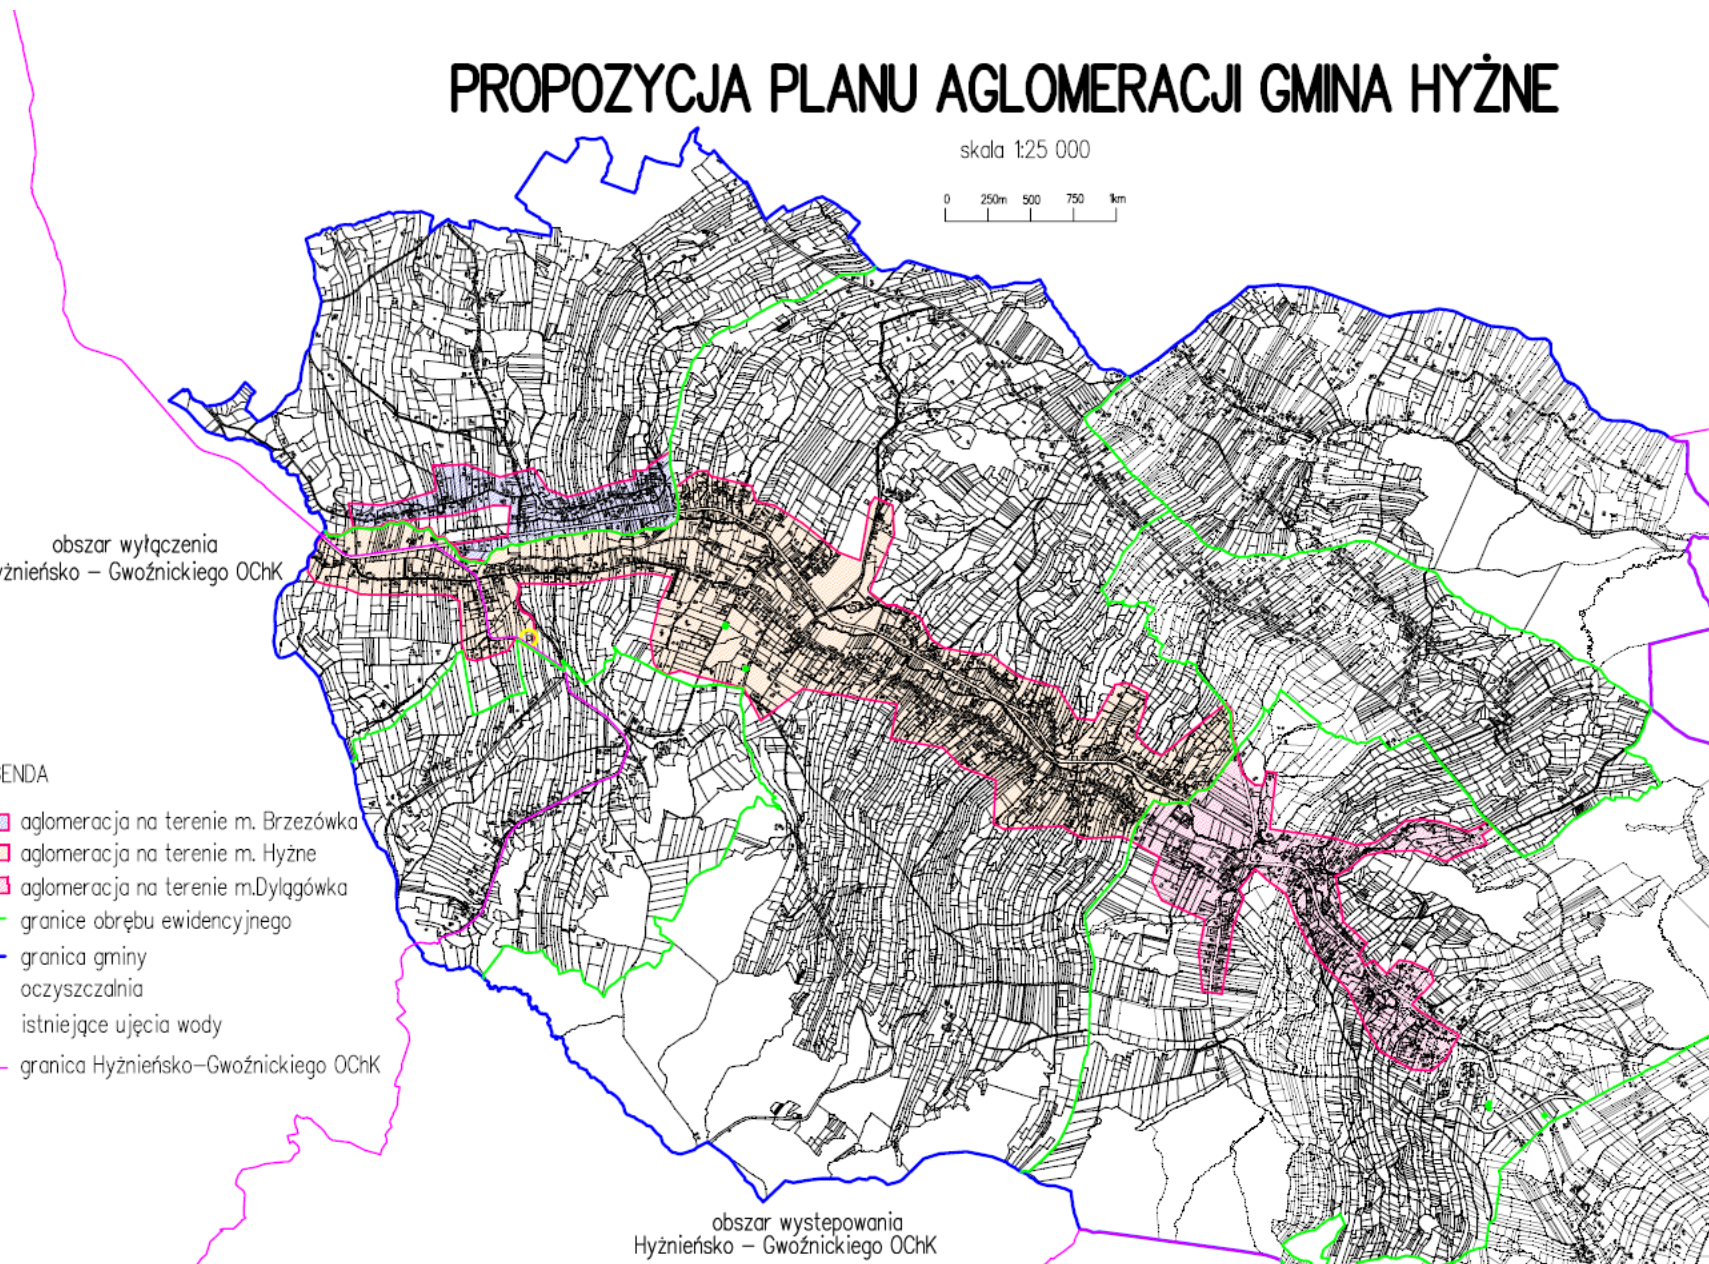 PROPOZYCJA PLANU AGLOMERACJI GMINA HYŻNE
skala 1:25 000
0 250m 500 750 1km
obszar wyłączenia
yżnieńsko – Gwoźnickiego OChK
GENDA
aglomeracja na terenie m. Brzezówka
aglomeracja na terenie m. Hyżne
aglomeracja na terenie m.Dylągówka
granice obrębu ewidencyjnego
granica gminy
oczyszczalnia
istniejące ujęcia wody
granica Hyżnieńsko–Gwoźnickiego OChK
obszar wystepowania
Hyżnieńsko – Gwoźnickiego OChK